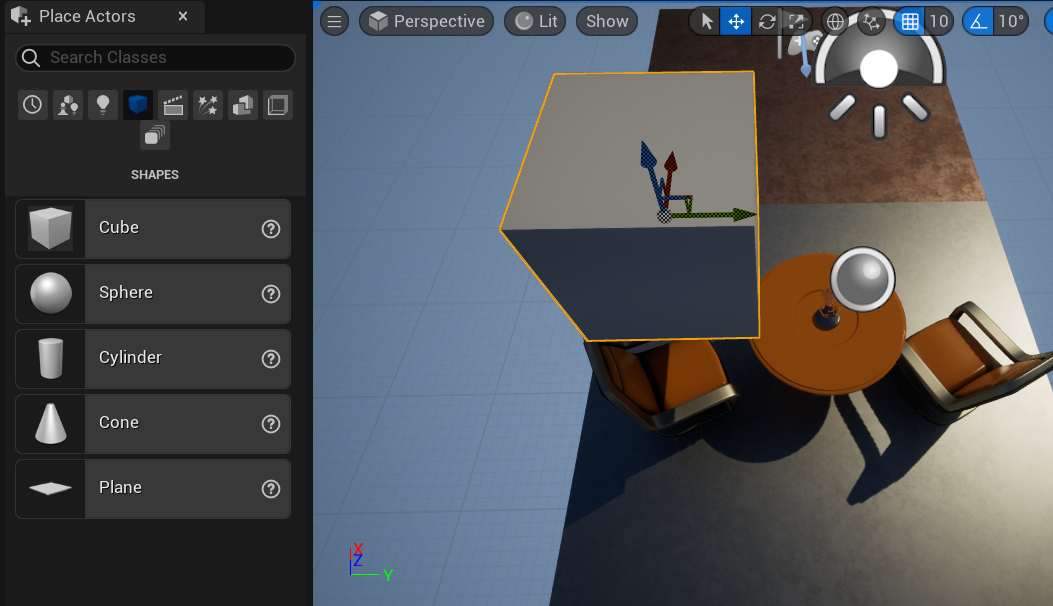 Place Actors
Search Classes
SHAPES
Cube
Sphere
Cylinder
Cone
Plane
Perspective
Lit
Show
10
10°
X
Z
Y